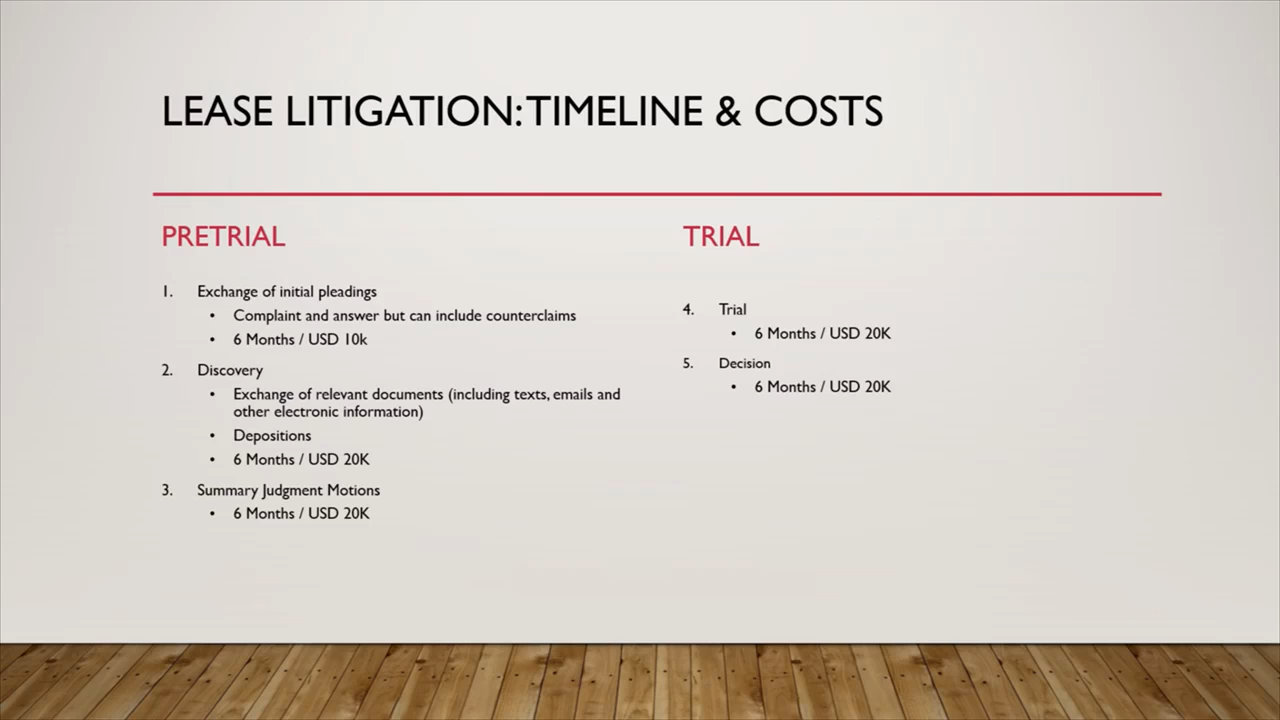 LEASE LITIGATION: TIMELINE & COSTS
PRETRIAL
1. Exchange of initial pleadings
• Complaint and answer but can include counterclaims
• 6 Months / USD 10k
2. Discovery
• Exchange of relevant documents (including texts, emails and
other electronic information)
• Depositions
• 6 Months / USD 20K
3. Summary Judgment Motions
• 6 Months / USD 20K
TRIAL
4. Trial
• 6 Months / USD 20K
5. Decision
• 6 Months / USD 20K